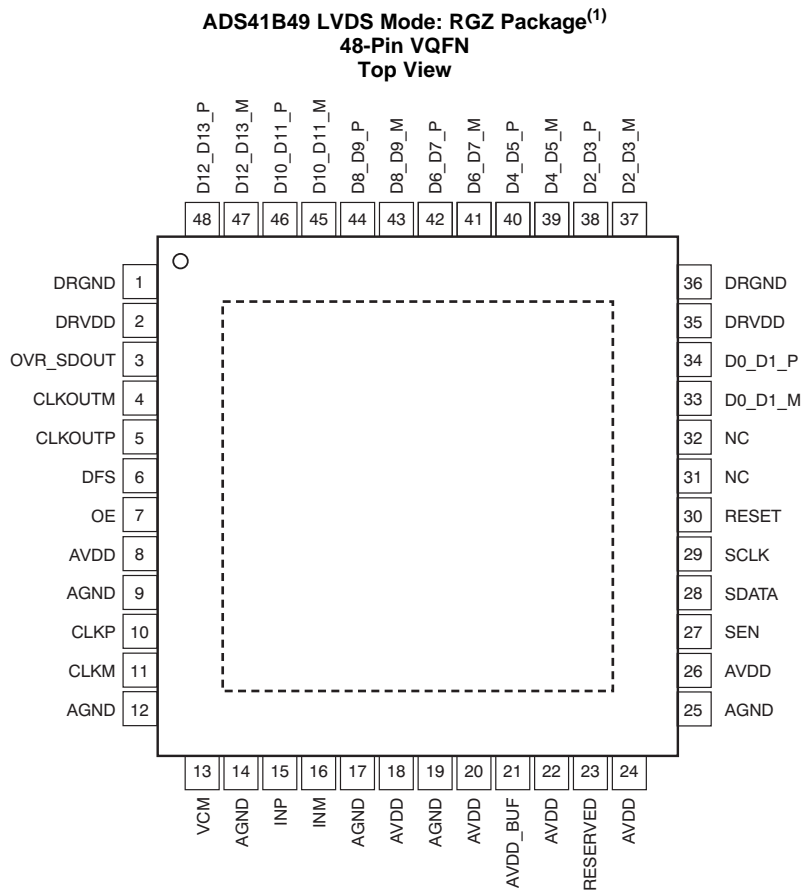 ADS41B49 LVDS Mode: RGZ Package(1)
48-Pin VQFN
Top View
D12_D13_P
D12_D13_M
D10_D11_P
D10_D11_M
D8_D9_P
D8_D9_M
D6_D7_P
D6_D7_M
D4_D5_P
D4_D5_M
D2_D3_P
D2_D3_M
48 47 46 45 44 43 42 41 40 39 38 37
DRGND 1
DRVDD 2
OVR_SDOUT 3
CLKOUTM 4
CLKOUTP 5
DFS 6
OE 7
AVDD 8
AGND 9
CLKP 10
CLKM 11
AGND 12
36 DRGND
35 DRVDD
34 D0_D1_P
33 D0_D1_M
32 NC
31 NC
30 RESET
29 SCLK
28 SDATA
27 SEN
26 AVDD
25 AGND
13 14 15 16 17 18 19 20 21 22 23 24
VCM
AGND
INP
INM
AGND
AVDD
AGND
AVDD
AVDD_BUF
AVDD
RESERVED
AVDD